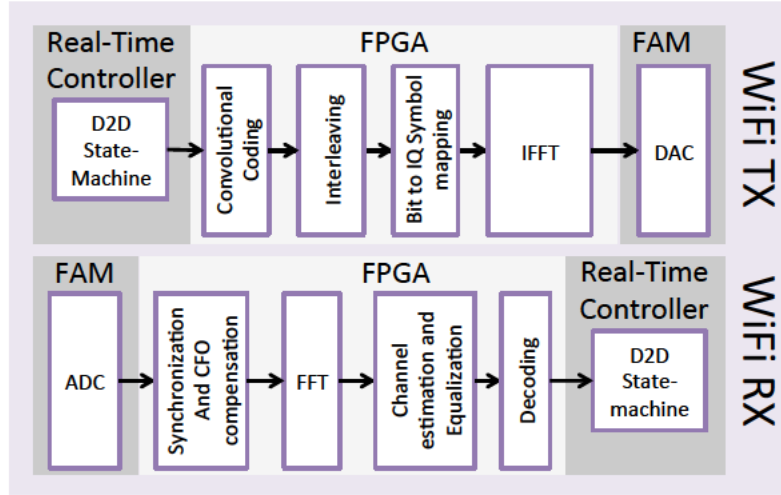 Real-Time
Controller
FPGA
FAM
D2D
State-
Machine
Convolutional
Coding
Interleaving
Bit to IQ Symbol
mapping
IFFT
DAC
WiFi TX
FAM
FPGA
Real-Time
Controller
ADC
Synchronization
And CFO
compensation
FFT
Channel
estimation and
Equalization
Decoding
D2D
State-
machine
WiFi RX